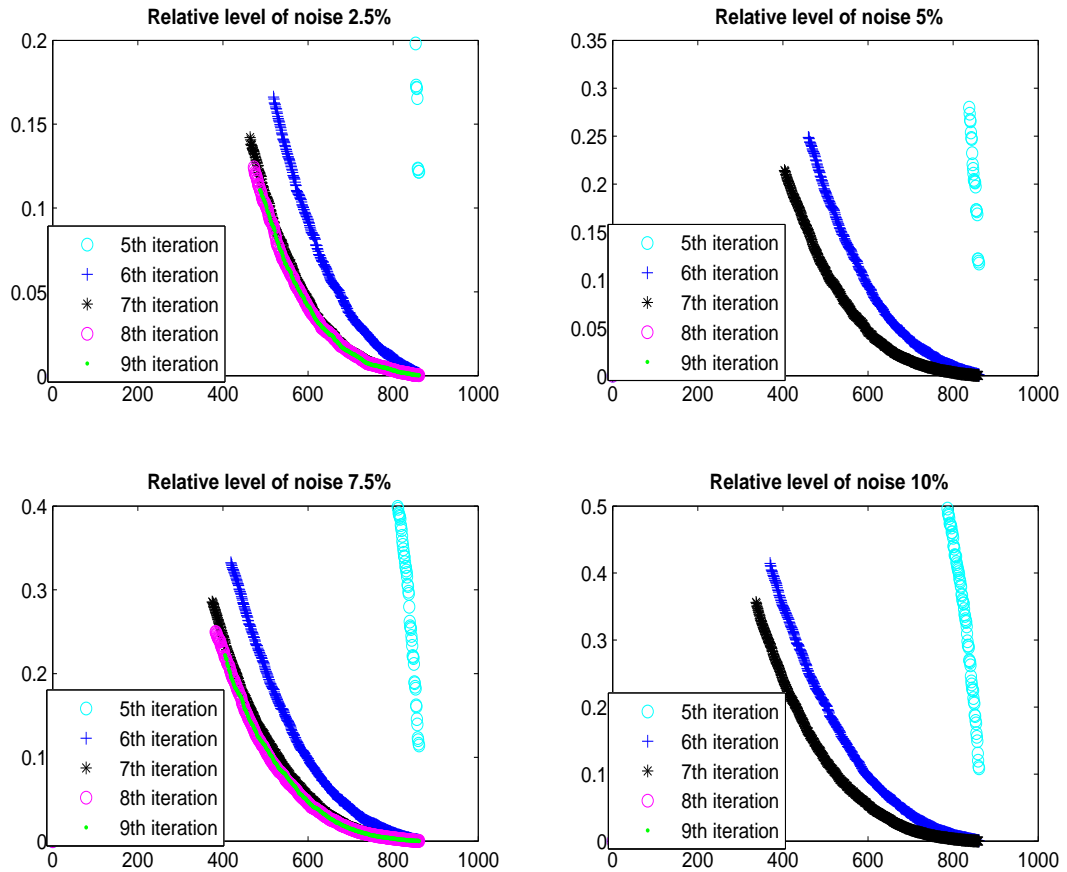 Relative level of noise 2.5%
0.2
0.15
0.1
0.05
0
0 200 400 600 800 1000
5th iteration
6th iteration
7th iteration
8th iteration
9th iteration
Relative level of noise 5%
0.35
0.3
0.25
0.2
0.15
0.1
0.05
0
0 200 400 600 800 1000
5th iteration
6th iteration
7th iteration
8th iteration
9th iteration
Relative level of noise 7.5%
0.4
0.3
0.2
0.1
0
0 200 400 600 800 1000
5th iteration
6th iteration
7th iteration
8th iteration
9th iteration
Relative level of noise 10%
0.5
0.4
0.3
0.2
0.1
0
0 200 400 600 800 1000
5th iteration
6th iteration
7th iteration
8th iteration
9th iteration